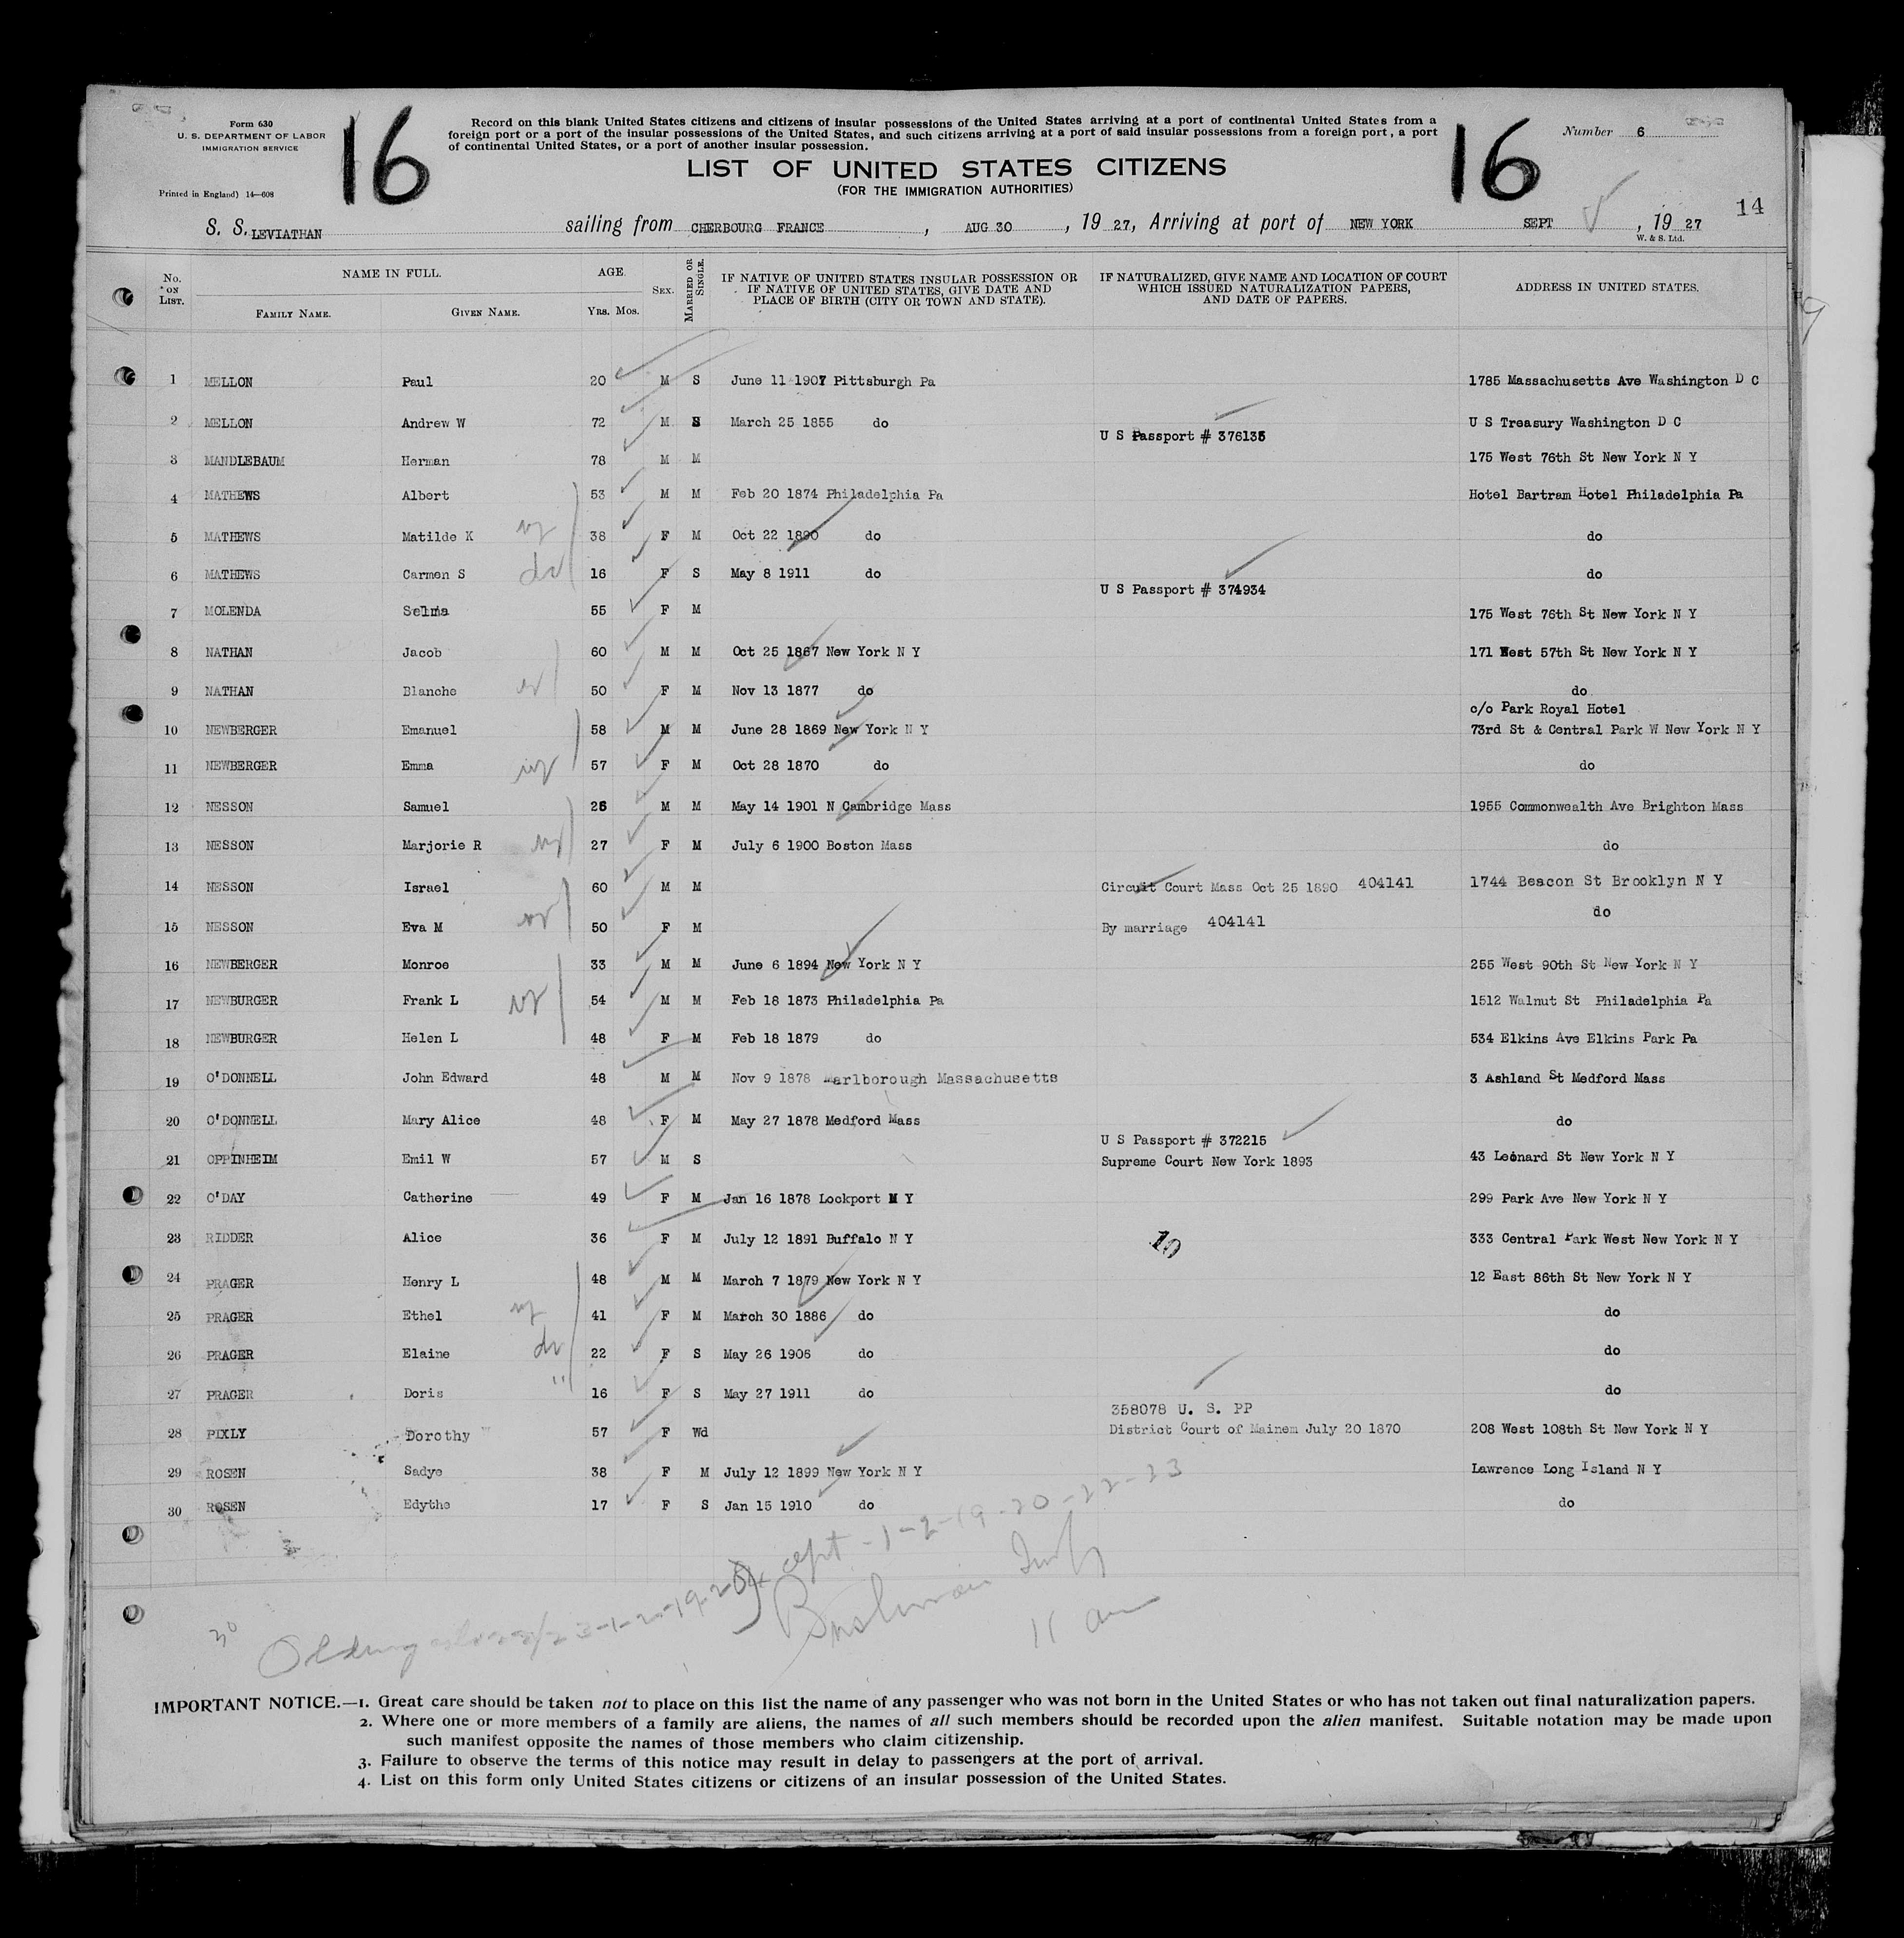 Form 630
U. S. DEPARTMENT OF LABOR
IMMIGRATION SERVICE
Printed in England) 14—608
16
Record on this blank United States citizens and citizens of insular possessions of the United States arriving at a port of continental United States from a
foreign port or a port of the insular possessions of the United States, and such citizens arriving at a port of said insular possessions from a foreign port, a port
of continental United States, or a port of another insular possession.
LIST OF UNITED STATES CITIZENS
(FOR THE IMMIGRATION AUTHORITIES)
16
Number 6
14
S. S. LEVIATHAN sailing from CHERBOURG FRANCE , AUG 30 , 19 27, Arriving at port of NEW YORK SEPT , 19 27
W. & S. Ltd.
No. ON LIST. NAME IN FULL. FAMILY NAME. GIVEN NAME. AGE. YRS. MOS. SEX. MARRIED OR SINGLE. IF NATIVE OF UNITED STATES INSULAR POSSESSION OR IF NATIVE OF UNITED STATES, GIVE DATE AND PLACE OF BIRTH (CITY OR TOWN AND STATE). IF NATURALIZED, GIVE NAME AND LOCATION OF COURT WHICH ISSUED NATURALIZATION PAPERS, AND DATE OF PAPERS. ADDRESS IN UNITED STATES.
1 MELLON Paul 20 M S June 11 1907 Pittsburgh Pa 1785 Massachusetts Ave Washington D C
2 MELLON Andrew W 72 M S March 25 1855 do U S Treasury Washington D C
U S Passport # 376135
3 MANDLEBAUM Herman 78 M M 175 West 76th St New York N Y
4 MATHEWS Albert 53 M M Feb 20 1874 Philadelphia Pa Hotel Bartram Hotel Philadelphia Pa
5 MATHEWS Matilde K 38 F M Oct 22 1890 do do
6 MATHEWS Carmen S 16 F S May 8 1911 do do
U S Passport # 374934
7 MOLENDA Selma 55 F M 175 West 76th St New York N Y
8 NATHAN Jacob 60 M M Oct 25 1867 New York N Y 171 West 57th St New York N Y
9 NATHAN Blanche 50 F M Nov 13 1877 do do
c/o Park Royal Hotel
10 NEWBERGER Emanuel 58 M M June 28 1869 New York N Y 73rd St & Central Park W New York N Y
11 NEWBERGER Emma 57 F M Oct 28 1870 do do
12 NESSON Samuel 26 M M May 14 1901 N Cambridge Mass 1955 Commonwealth Ave Brighton Mass
13 NESSON Marjorie R 27 F M July 6 1900 Boston Mass do
14 NESSON Israel 60 M M Circuit Court Mass Oct 25 1890 404141 1744 Beacon St Brooklyn N Y
15 NESSON Eva M 50 F M By marriage 404141 do
16 NEWBERGER Monroe 33 M M June 6 1894 New York N Y 255 West 90th St New York N Y
17 NEWBURGER Frank L 54 M M Feb 18 1873 Philadelphia Pa 1512 Walnut St Philadelphia Pa
18 NEWBURGER Helen L 48 F M Feb 18 1879 do 534 Elkins Ave Elkins Park Pa
19 O'DONNELL John Edward 48 M M Nov 9 1878 Marlborough Massachusetts 3 Ashland St Medford Mass
20 O'DONNELL Mary Alice 48 F M May 27 1878 Medford Mass do
U S Passport # 372215
21 OPPINHEIM Emil W 57 M S Supreme Court New York 1893 43 Leonard St New York N Y
22 O'DAY Catherine 49 F M Jan 16 1878 Lockport N Y 299 Park Ave New York N Y
23 RIDDER Alice 36 F M July 12 1891 Buffalo N Y 10 333 Central Park West New York N Y
24 PRAGER Henry L 48 M M March 7 1879 New York N Y 12 East 86th St New York N Y
25 PRAGER Ethel 41 F M March 30 1886 do do
26 PRAGER Elaine 22 F S May 26 1906 do do
27 PRAGER Doris 16 F S May 27 1911 do do
358078 U. S. PP
28 PIXLY Dorothy 57 F Wd District Court of Mainem July 20 1870 208 West 108th St New York N Y
29 ROSEN Sadye 38 F M July 12 1899 New York N Y Lawrence Long Island N Y
30 ROSEN Edythe 17 F S Jan 15 1910 do do
except -1-2-19-20-22-23
30
11 am
IMPORTANT NOTICE.—1. Great care should be taken not to place on this list the name of any passenger who was not born in the United States or who has not taken out final naturalization papers.
2. Where one or more members of a family are aliens, the names of all such members should be recorded upon the alien manifest. Suitable notation may be made upon
such manifest opposite the names of those members who claim citizenship.
3. Failure to observe the terms of this notice may result in delay to passengers at the port of arrival.
4. List on this form only United States citizens or citizens of an insular possession of the United States.